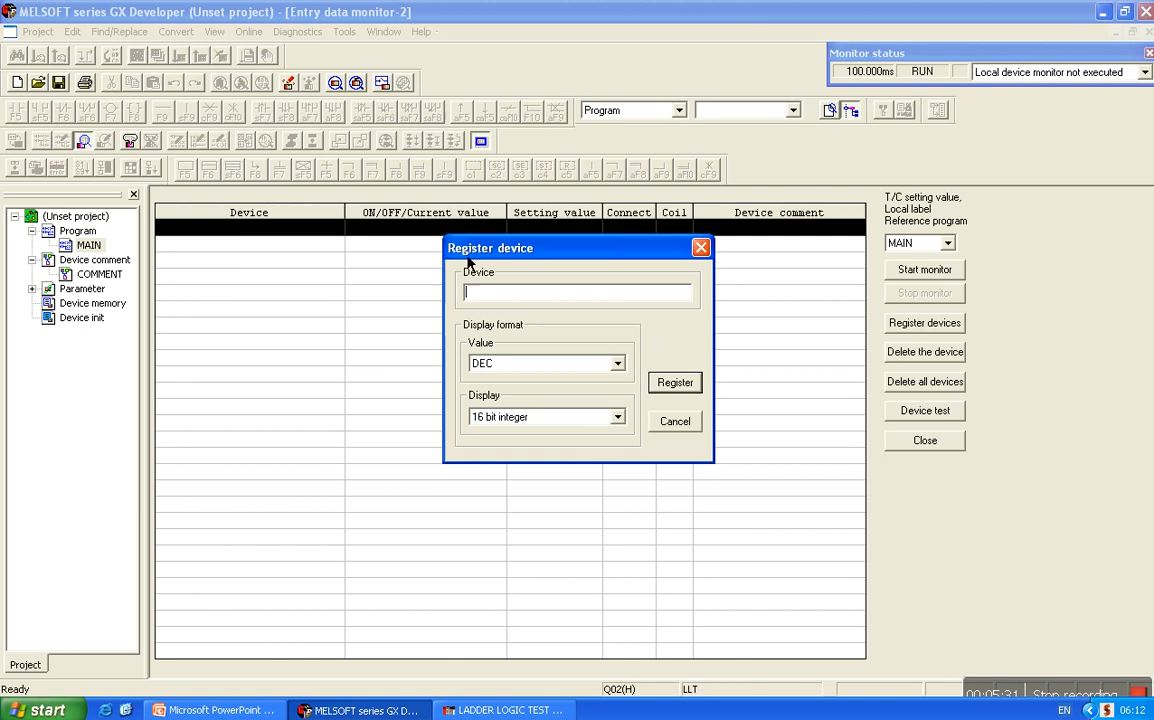 MELSOFT series GX Developer (Unset project) - [Entry data monitor-2]
Project Edit Find/Replace Convert View Online Diagnostics Tools Window Help
Monitor status
100.000ms RUN Local device monitor not executed
Program
(Unset project)
Program
MAIN
Device comment
COMMENT
Parameter
Device memory
Device init
Project
Device ON/OFF/Current value Setting value Connect Coil Device comment
Register device
Device
Display format
Value
DEC
Display
16 bit integer
Register
Cancel
T/C setting value,
Local label
Reference program
MAIN
Start monitor
Stop monitor
Register devices
Delete the device
Delete all devices
Device test
Close
Ready Q02(H) LLT
00:05:31 Stop recording
start Microsoft PowerPoint ... MELSOFT series GX D... LADDER LOGIC TEST ... EN 06:12